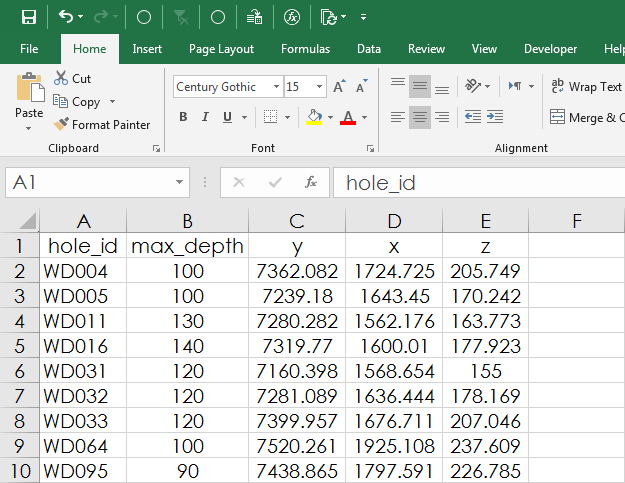 File Home Insert Page Layout Formulas Data Review View Developer Help
Paste Cut Copy Format Painter
Clipboard
Century Gothic 15 A A
B I U A
Font
ab c Wrap Text
Merge & C
Alignment
A1 fx hole_id
A B C D E F
1 hole_id max_depth y x z
2 WD004 100 7362.082 1724.725 205.749
3 WD005 100 7239.18 1643.45 170.242
4 WD011 130 7280.282 1562.176 163.773
5 WD016 140 7319.77 1600.01 177.923
6 WD031 120 7160.398 1568.654 155
7 WD032 120 7281.089 1636.444 178.169
8 WD033 120 7399.957 1676.711 207.046
9 WD064 100 7520.261 1925.108 237.609
10 WD095 90 7438.865 1797.591 226.785